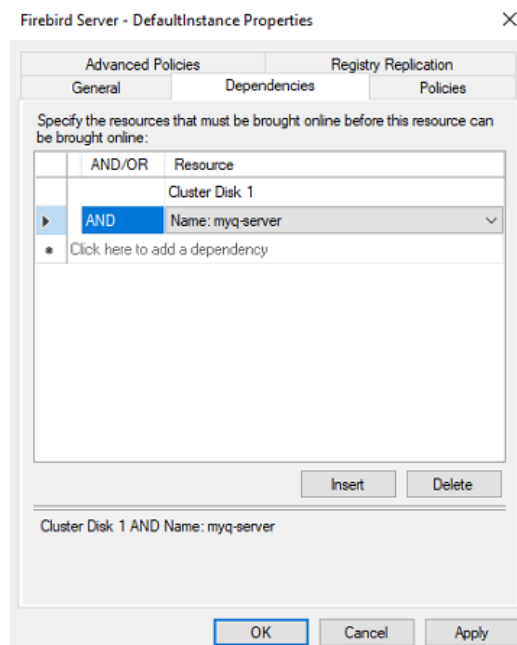 Firebird Server - DefaultInstance Properties
Advanced Policies Registry Replication
General Dependencies Policies
Specify the resources that must be brought online before this resource can
be brought online:
AND/OR Resource
Cluster Disk 1
AND Name: myq-server
Click here to add a dependency
Insert Delete
Cluster Disk 1 AND Name: myq-server
OK Cancel Apply